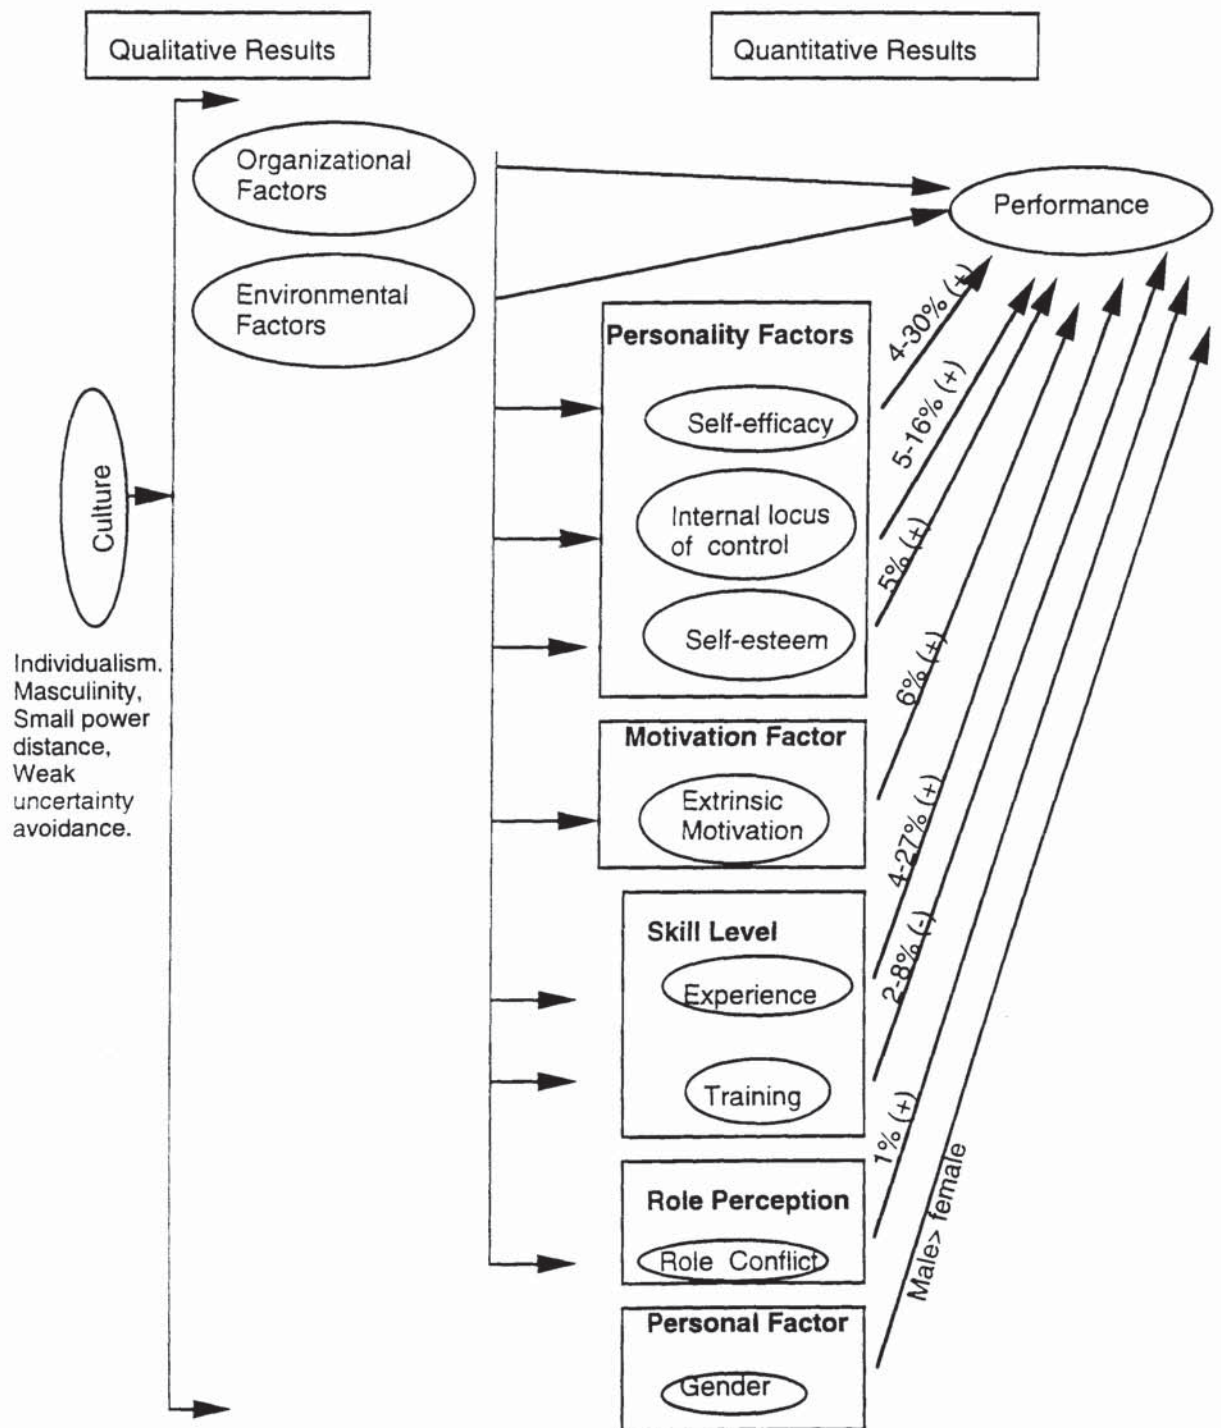 Qualitative Results
Quantitative Results
Organizational
Factors
Performance
Environmental
Factors
Personality Factors
4-30% (+)
Self-efficacy
5-16% (+)
Culture
Internal locus
of control
5% (+)
Self-esteem
Individualism.
Masculinity,
Small power
distance,
Weak
uncertainty
avoidance.
6% (+)
Motivation Factor
Extrinsic
Motivation
4-27% (+)
Skill Level
2-8% (-)
Experience
Training
1% (+)
Role Perception
Role Conflict
Male> female
Personal Factor
Gender